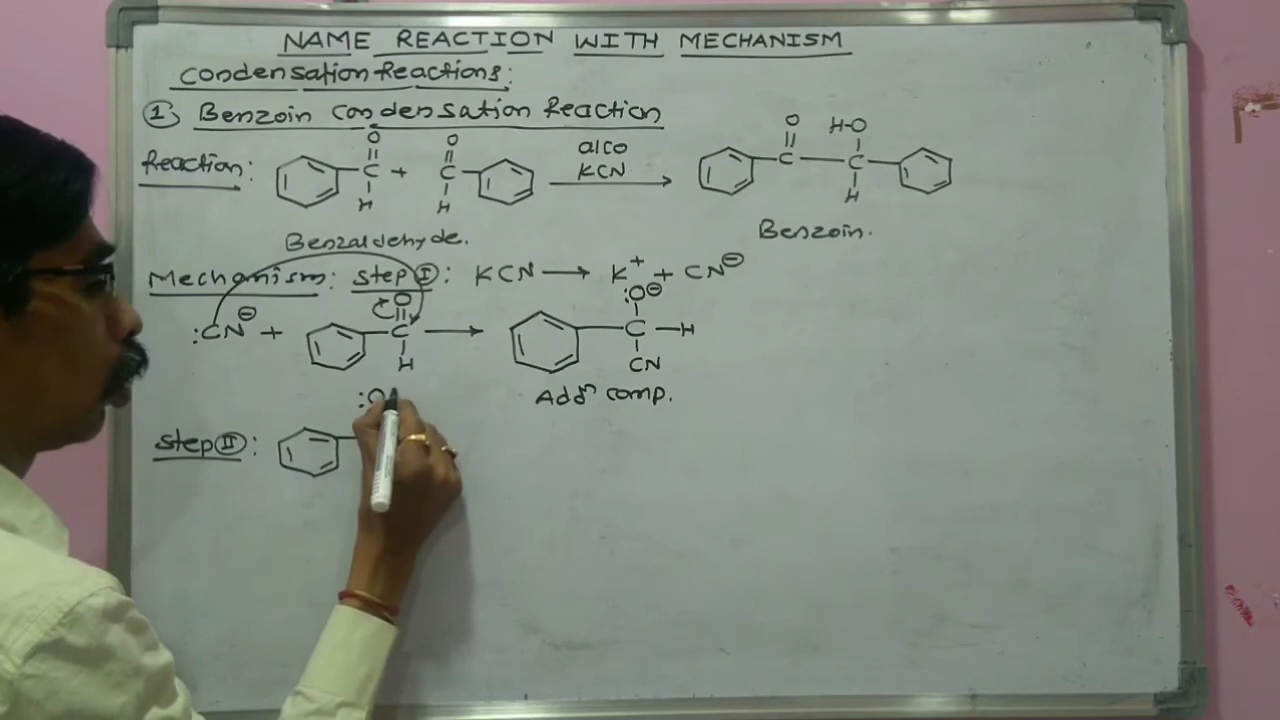 NAME REACTION WITH MECHANISM
Condensation Reactions:
① Benzoin Condensation Reaction
Reaction: O=C-H + O=C-H alco KCN → O=C — C H-O H
Benzaldehyde. Benzoin.
Mechanism: Step Ⅰ: KCN → K⁺ + CN⊖
:CN⊖ + O=C-H → :O⊖ C-H CN
Addⁿ comp.
:O
Step Ⅱ: